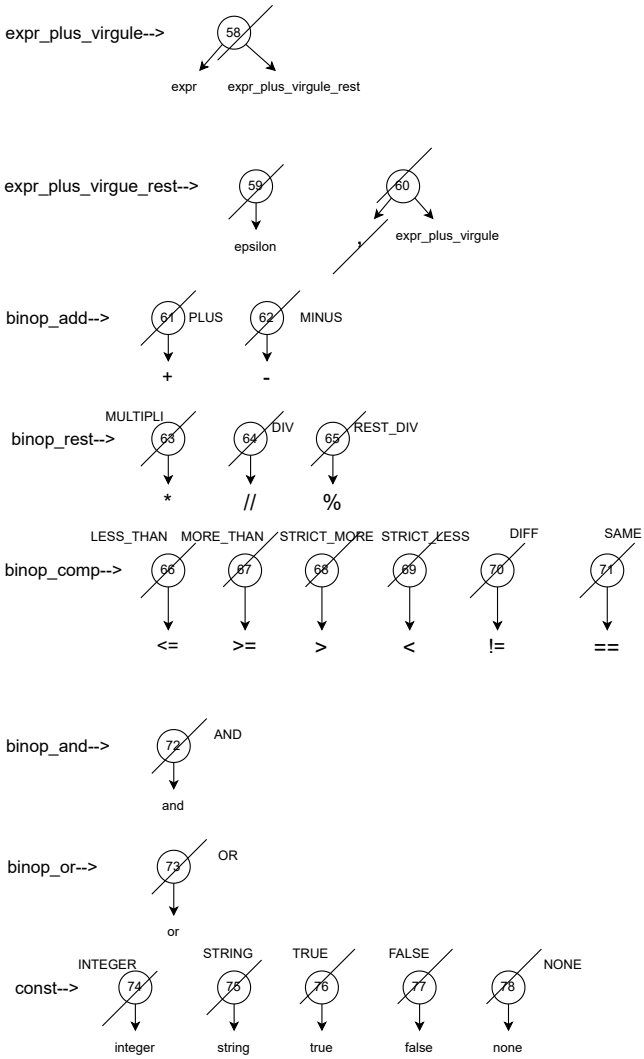 expr_plus_virgule-->
58
expr expr_plus_virgule_rest
expr_plus_virgue_rest-->
59
60
epsilon
, expr_plus_virgule
binop_add-->
61 PLUS
62 MINUS
+ -
MULTIPLI
binop_rest-->
63
64 DIV
65 REST_DIV
* // %
LESS_THAN MORE_THAN STRICT_MORE STRICT_LESS DIFF SAME
binop_comp-->
66 67 68 69 70 71
<= >= > < != ==
binop_and-->
72 AND
and
binop_or-->
73 OR
or
INTEGER STRING TRUE FALSE NONE
const-->
74 75 76 77 78
integer string true false none